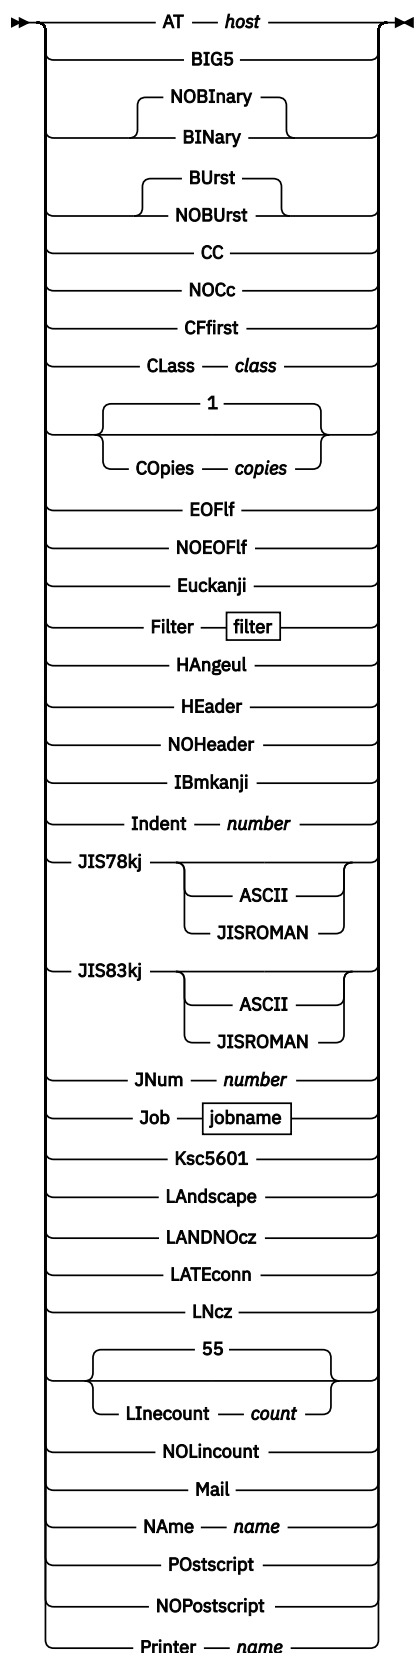 AT host
BIG5
NOBInary
BINary
BUrst
NOBUrst
CC
NOCc
CFfirst
CLass class
1
COpies copies
EOFlf
NOEOFlf
Euckanji
Filter filter
HAngeul
HEader
NOHeader
IBmkanji
Indent number
JIS78kj
ASCII
JISROMAN
JIS83kj
ASCII
JISROMAN
JNum number
Job jobname
Ksc5601
LAndscape
LANDNOcz
LATEconn
LNcz
55
LInecount count
NOLincount
Mail
NAme name
POstscript
NOPostscript
Printer name